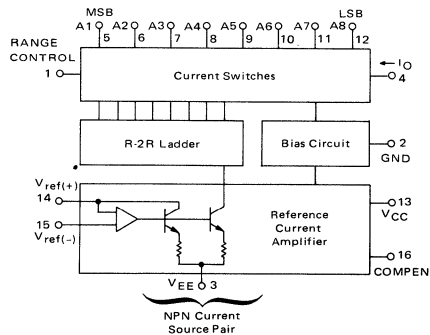 MSB
LSB
A1 A2 A3 A4 A5 A6 A7 A8
5 6 7 8 9 10 11 12
RANGE
CONTROL
1
Current Switches
IO
4
R-2R Ladder
Bias Circuit
2
GND
Vref(+)
14
15
Vref(-)
Reference
Current
Amplifier
13
VCC
16
COMPEN
VEE 3
NPN Current
Source Pair